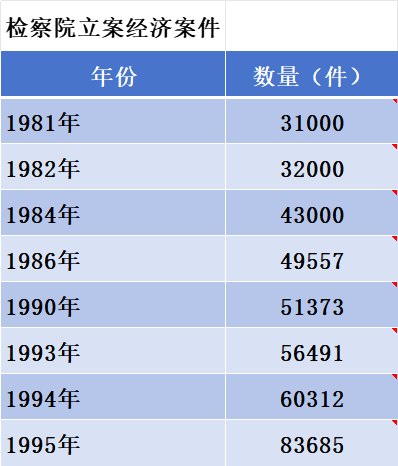 检察院立案经济案件
年份 数量（件）
1981年 31000
1982年 32000
1984年 43000
1986年 49557
1990年 51373
1993年 56491
1994年 60312
1995年 83685